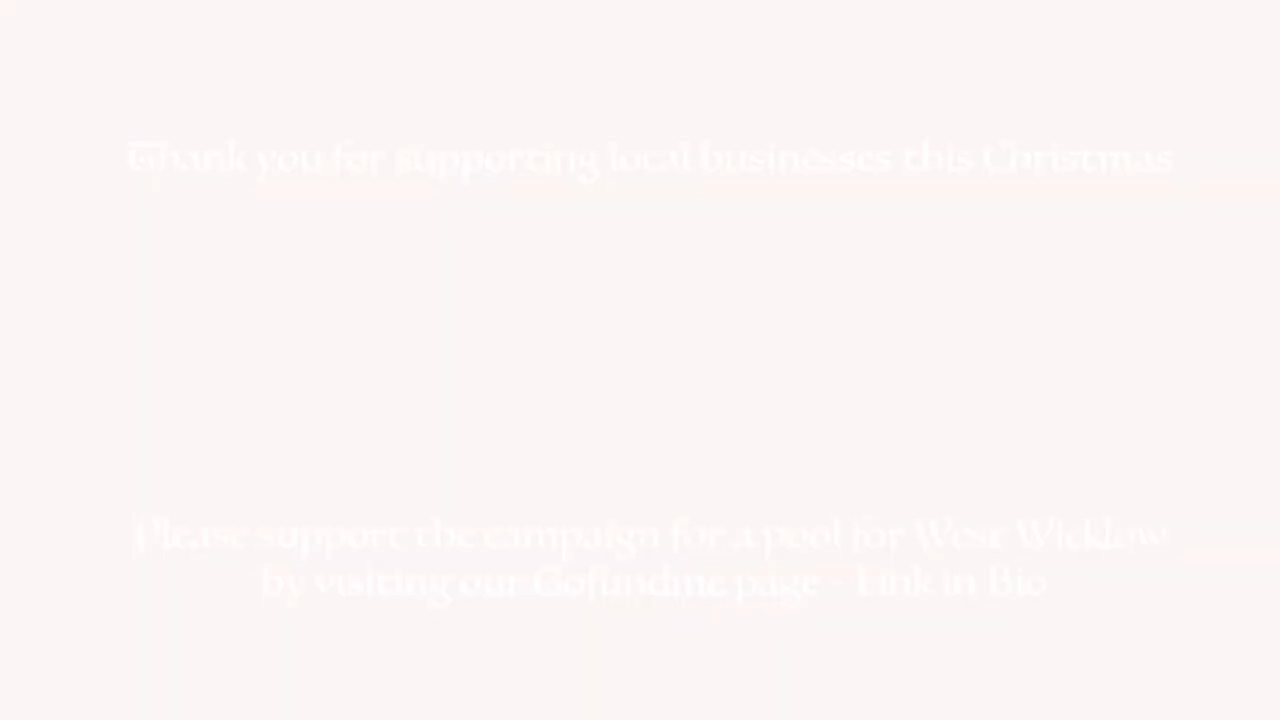 Thank you for supporting local businesses this Christmas
Please support the campaign for a pool for West Wicklow
by visiting our Gofundme page - Link in Bio